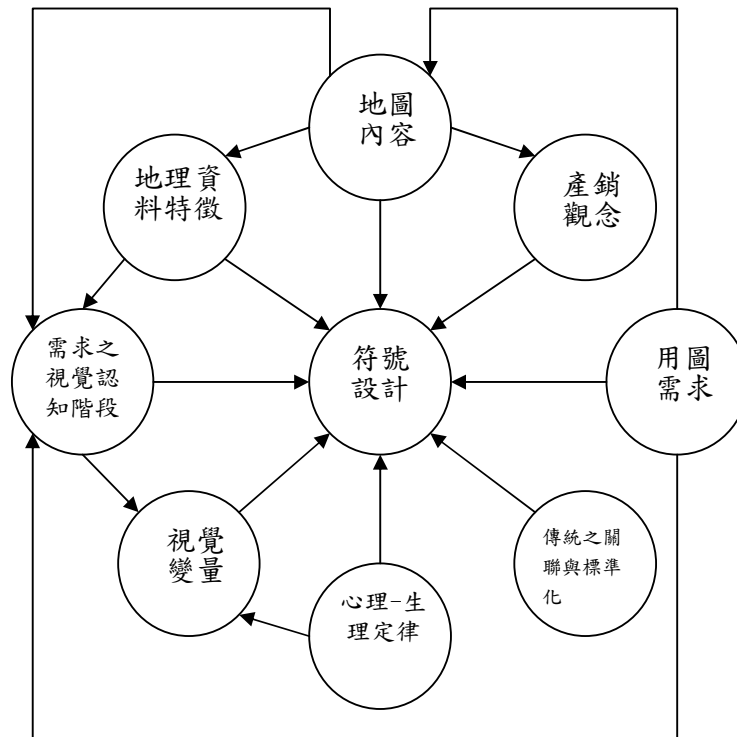 地圖
內容
地理資
料特徵
產銷
觀念
需求之
視覺認
知階段
符號
設計
用圖
需求
視覺
變量
心理-生
理定律
傳統之關
聯與標準
化